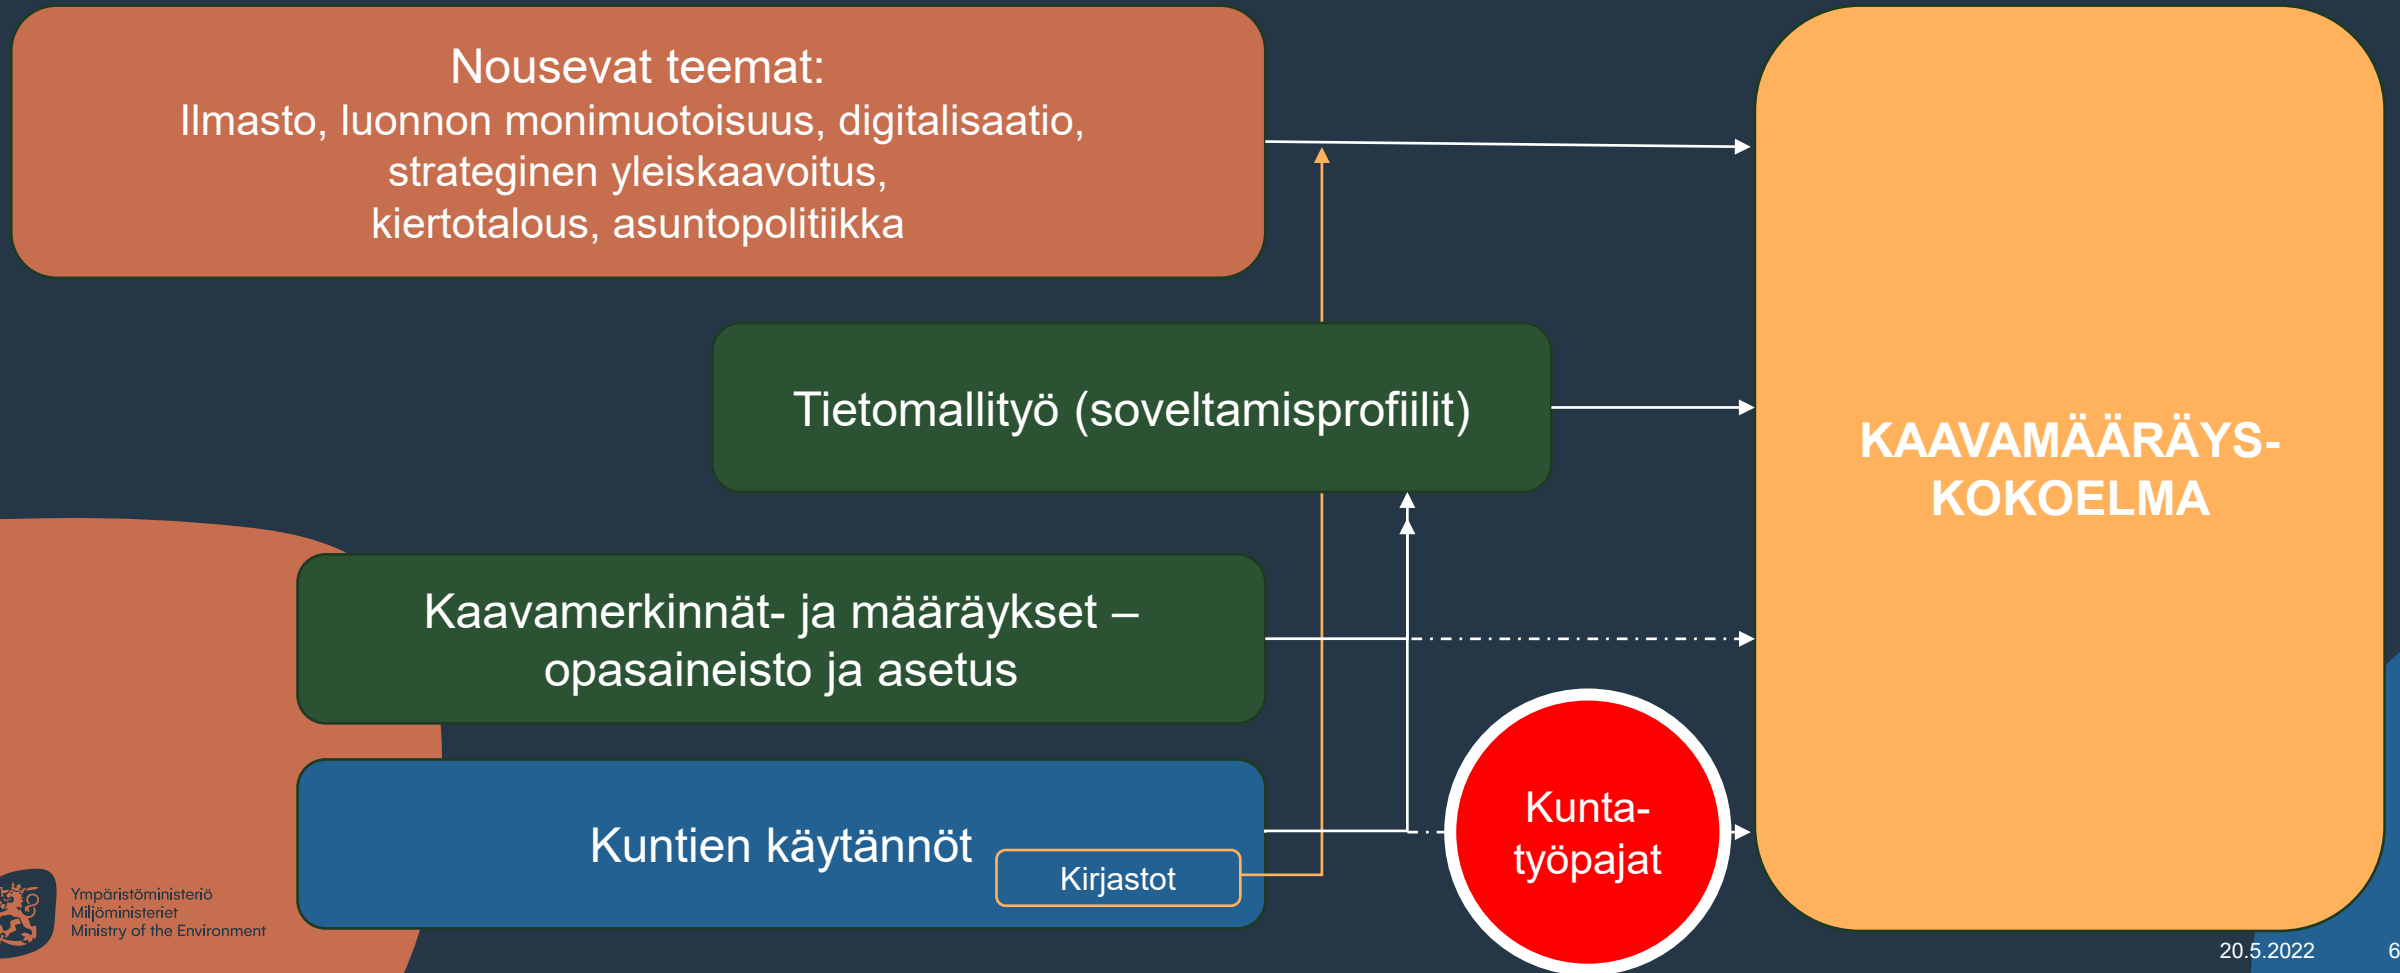 Nousevat teemat:
Ilmasto, luonnon monimuotoisuus, digitalisaatio,
strateginen yleiskaavoitus,
kiertotalous, asuntopolitiikka
Tietomallityö (soveltamisprofiilit)
KAAVAMÄÄRÄYS-
KOKOELMA
Kaavamerkinnät- ja määräykset –
opasaineisto ja asetus
Kuntien käytännöt
Kirjastot
Kunta-
työpajat
Ympäristöministeriö
Miljöministeriet
Ministry of the Environment
20.5.2022
6